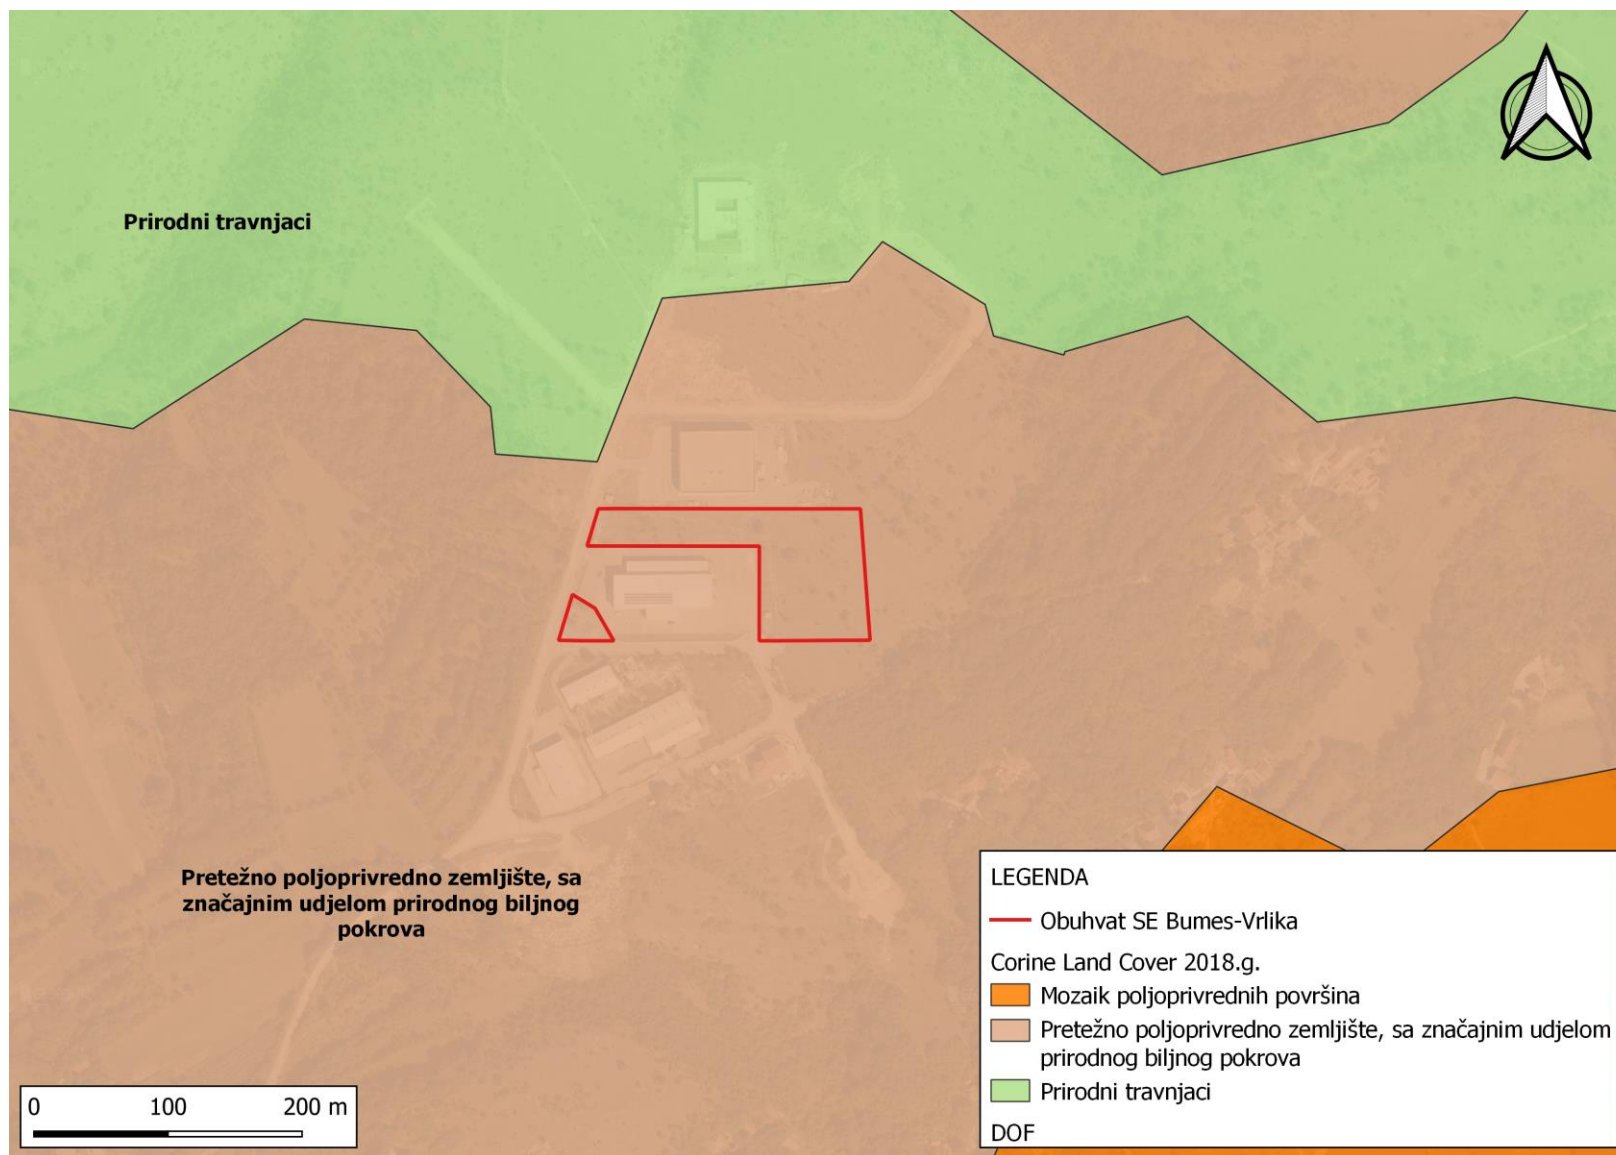 Prirodni travnjaci
Pretežno poljoprivredno zemljište, sa
značajnim udjelom prirodnog biljnog
pokrova
LEGENDA
Obuhvat SE Bumes-Vrlika
Corine Land Cover 2018.g.
Mozaik poljoprivrednih površina
Pretežno poljoprivredno zemljište, sa značajnim udjelom
prirodnog biljnog pokrova
Prirodni travnjaci
DOF
0 100 200 m